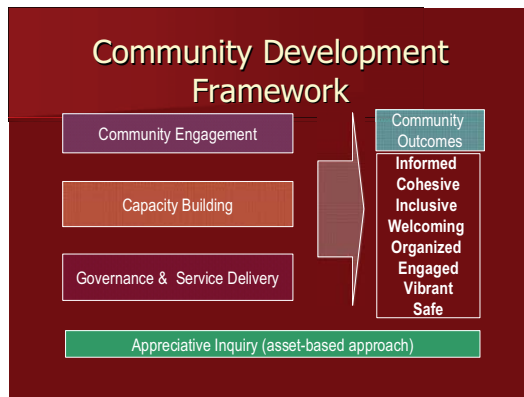 Community Development
Framework
Community Engagement
Capacity Building
Governance & Service Delivery
Community
Outcomes
Informed
Cohesive
Inclusive
Welcoming
Organized
Engaged
Vibrant
Safe
Appreciative Inquiry (asset-based approach)